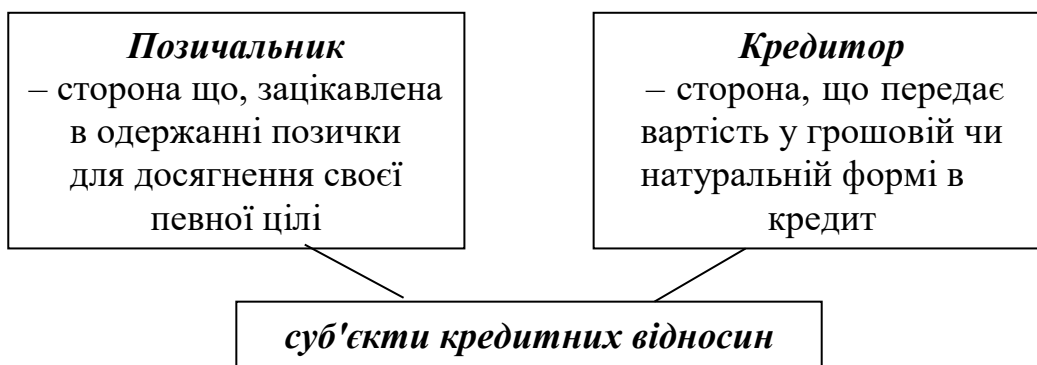 Позичальник
– сторона що, зацікавлена
в одержанні позички
для досягнення своєї
певної цілі
Кредитор
– сторона, що передає
вартість у грошовій чи
натуральній формі в
кредит
суб'єкти кредитних відносин